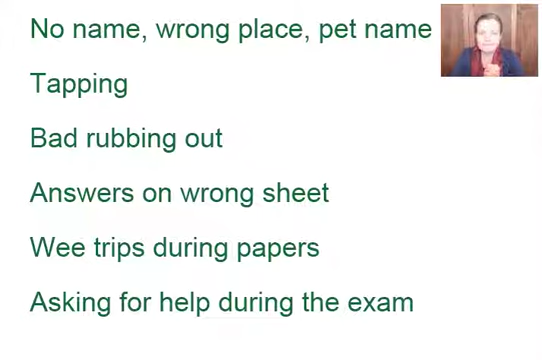 No name, wrong place, pet name
Tapping
Bad rubbing out
Answers on wrong sheet
Wee trips during papers
Asking for help during the exam